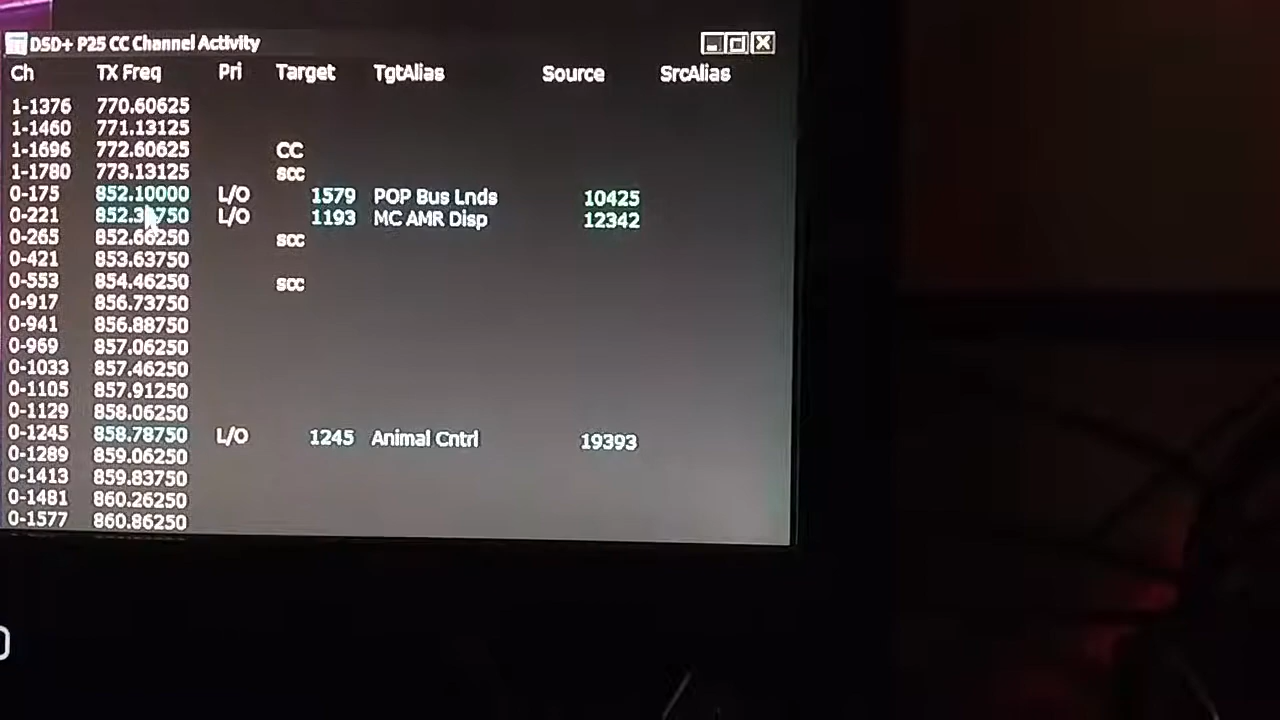 DSD+ P25 CC Channel Activity
Ch TX Freq Pri Target TgtAlias Source SrcAlias
1-1376 770.60625
1-1460 771.13125
1-1696 772.60625 CC
1-1780 773.13125 scc
0-175 852.10000 L/O 1579 POP Bus Lnds 10425
0-221 L/O 1193 MC AMR Disp 12342
0-265 852.66250 scc
0-421 853.63750
0-553 854.46250 scc
0-917 856.73750
0-941 856.88750
0-969 857.06250
0-1033 857.46250
0-1105 857.91250
0-1129 858.06250
0-1245 858.78750 L/O 1245 Animal Cntrl 19393
0-1289 859.06250
0-1413 859.83750
0-1481 860.26250
0-1577 860.86250